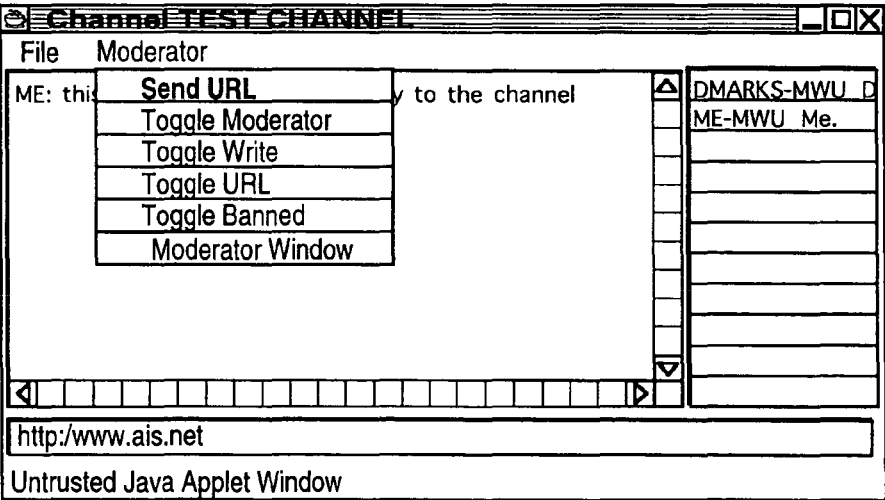 Channel TEST CHANNEL
File Moderator
ME: this
y to the channel
Send URL
Toggle Moderator
Toggle Write
Toggle URL
Toggle Banned
Moderator Window
DMARKS-MWU D
ME-MWU Me.
http:/www.ais.net
Untrusted Java Applet Window